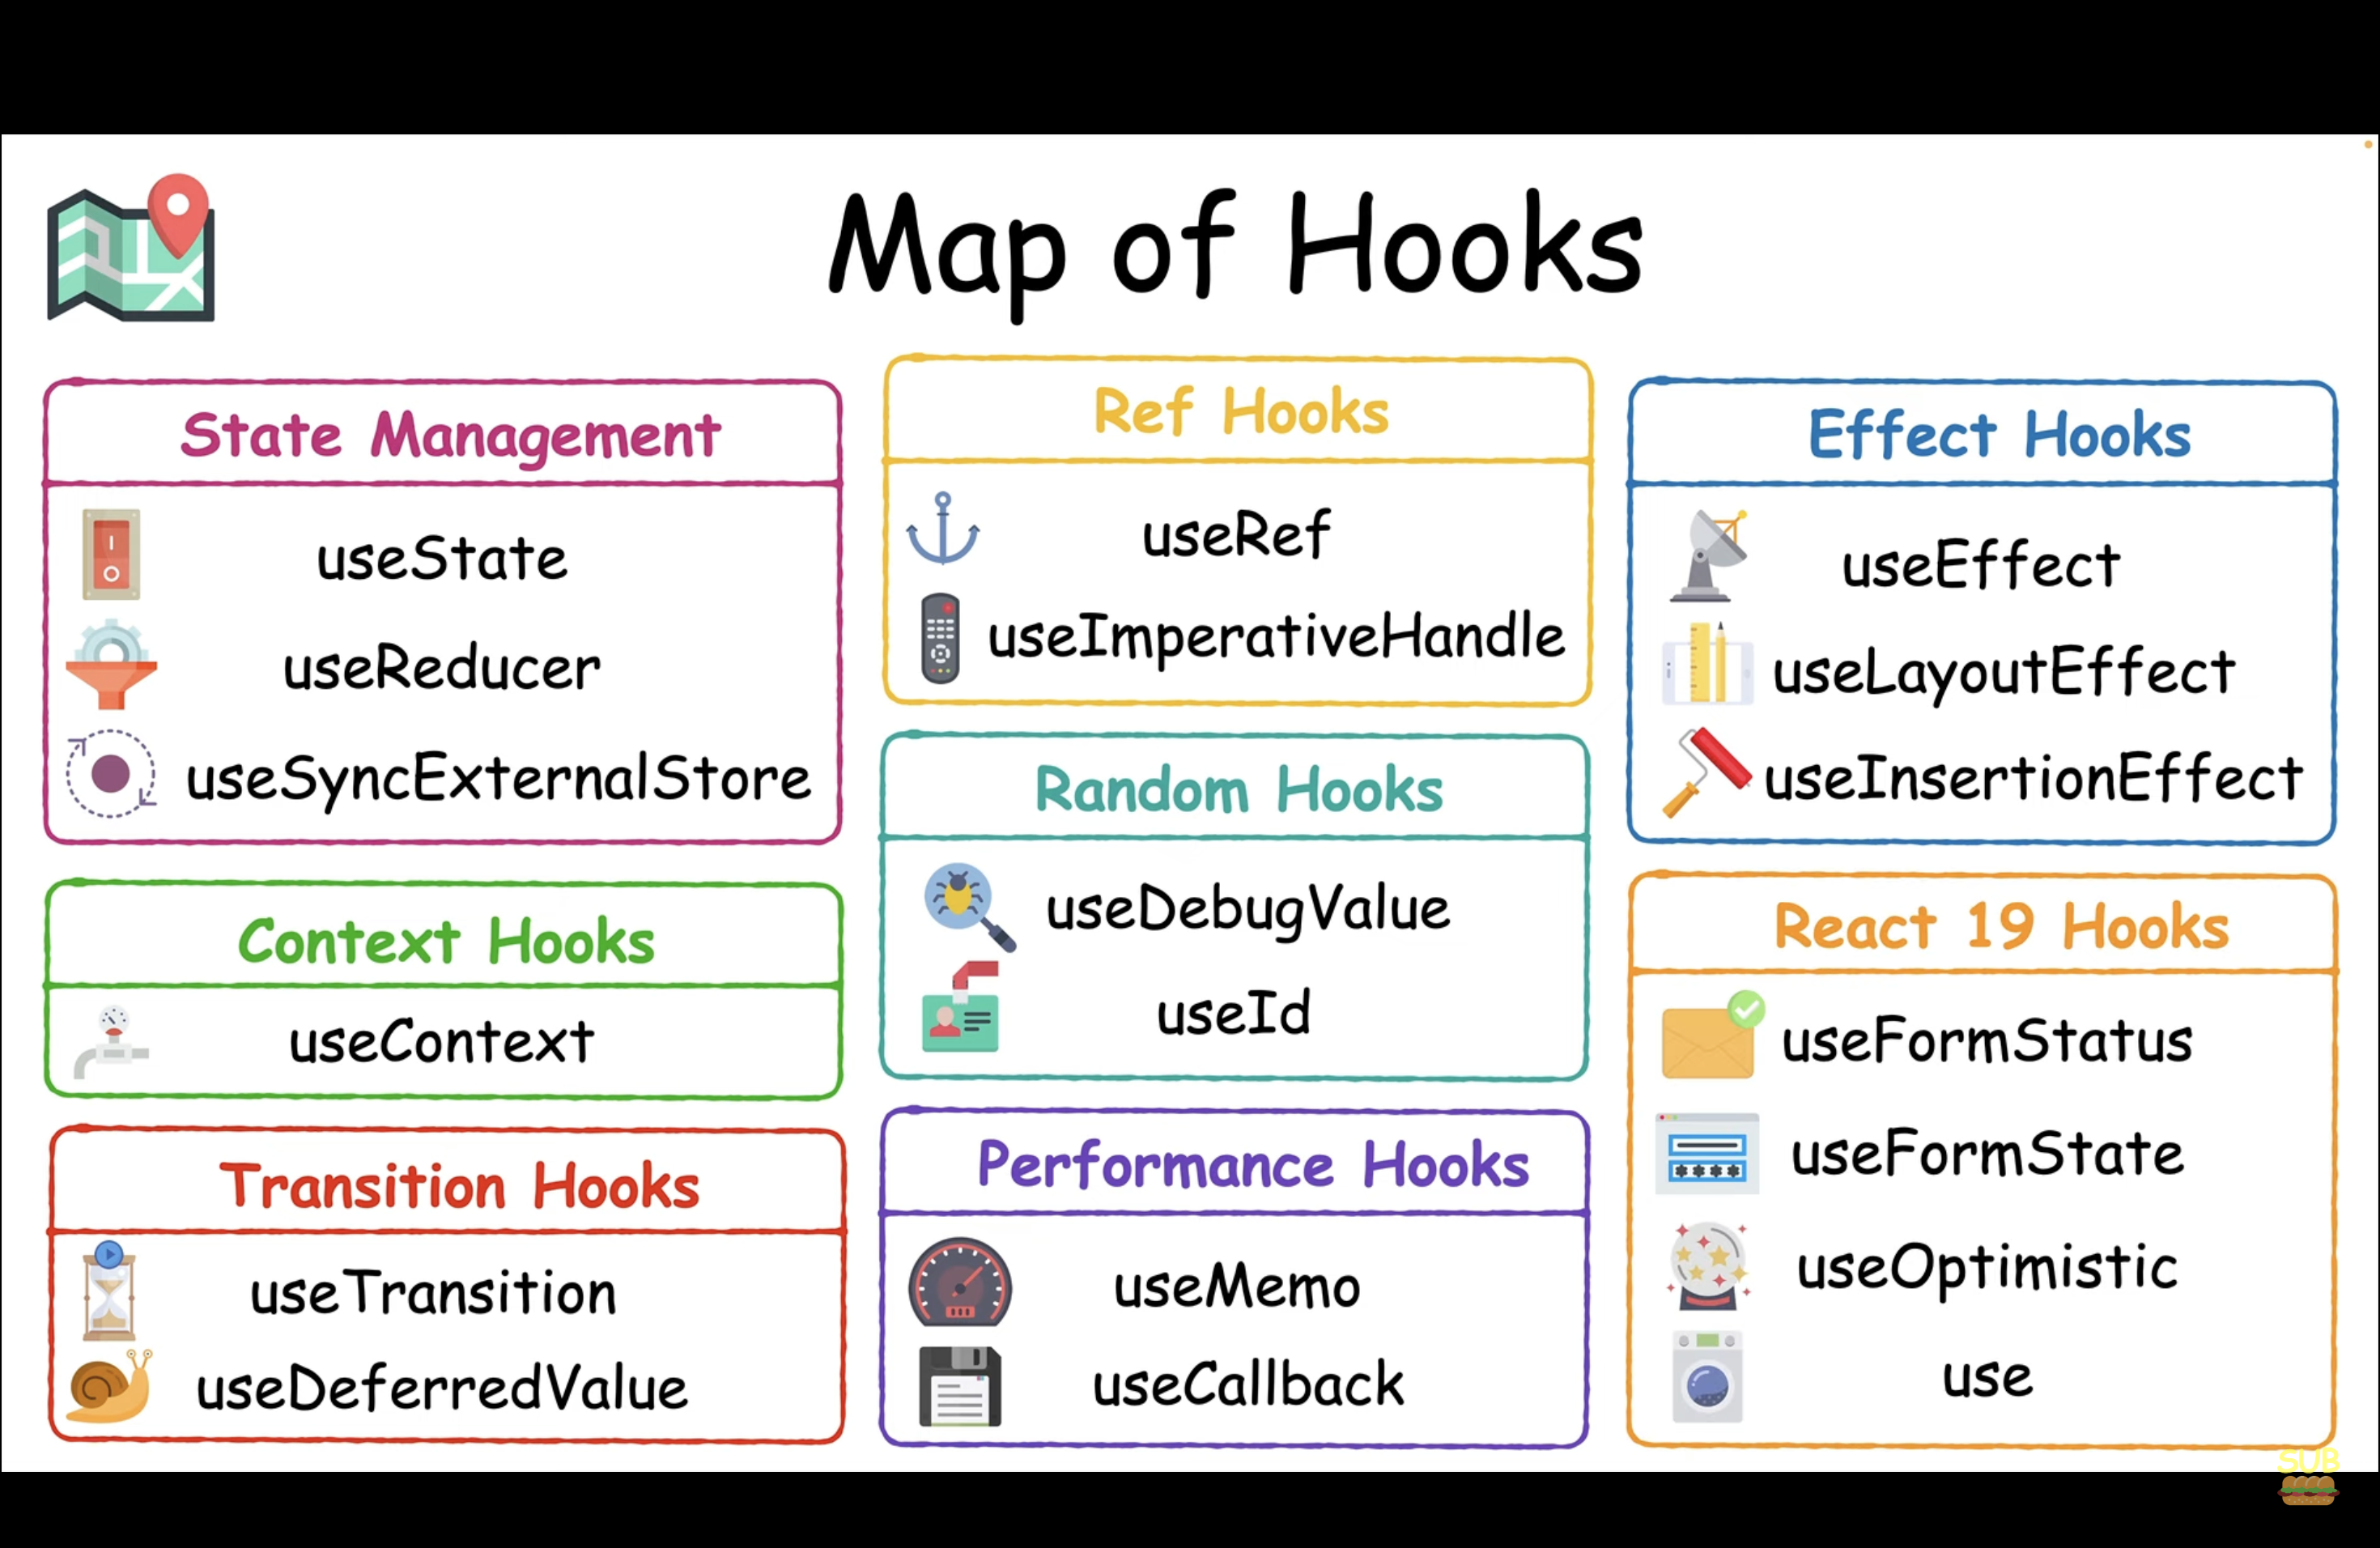 Map of Hooks
State Management
useState
useReducer
useSyncExternalStore
Context Hooks
useContext
Transition Hooks
useTransition
useDeferredValue
Ref Hooks
useRef
useImperativeHandle
Random Hooks
useDebugValue
useId
Performance Hooks
useMemo
useCallback
Effect Hooks
useEffect
useLayoutEffect
useInsertionEffect
React 19 Hooks
useFormStatus
useFormState
****
useOptimistic
use
SUB